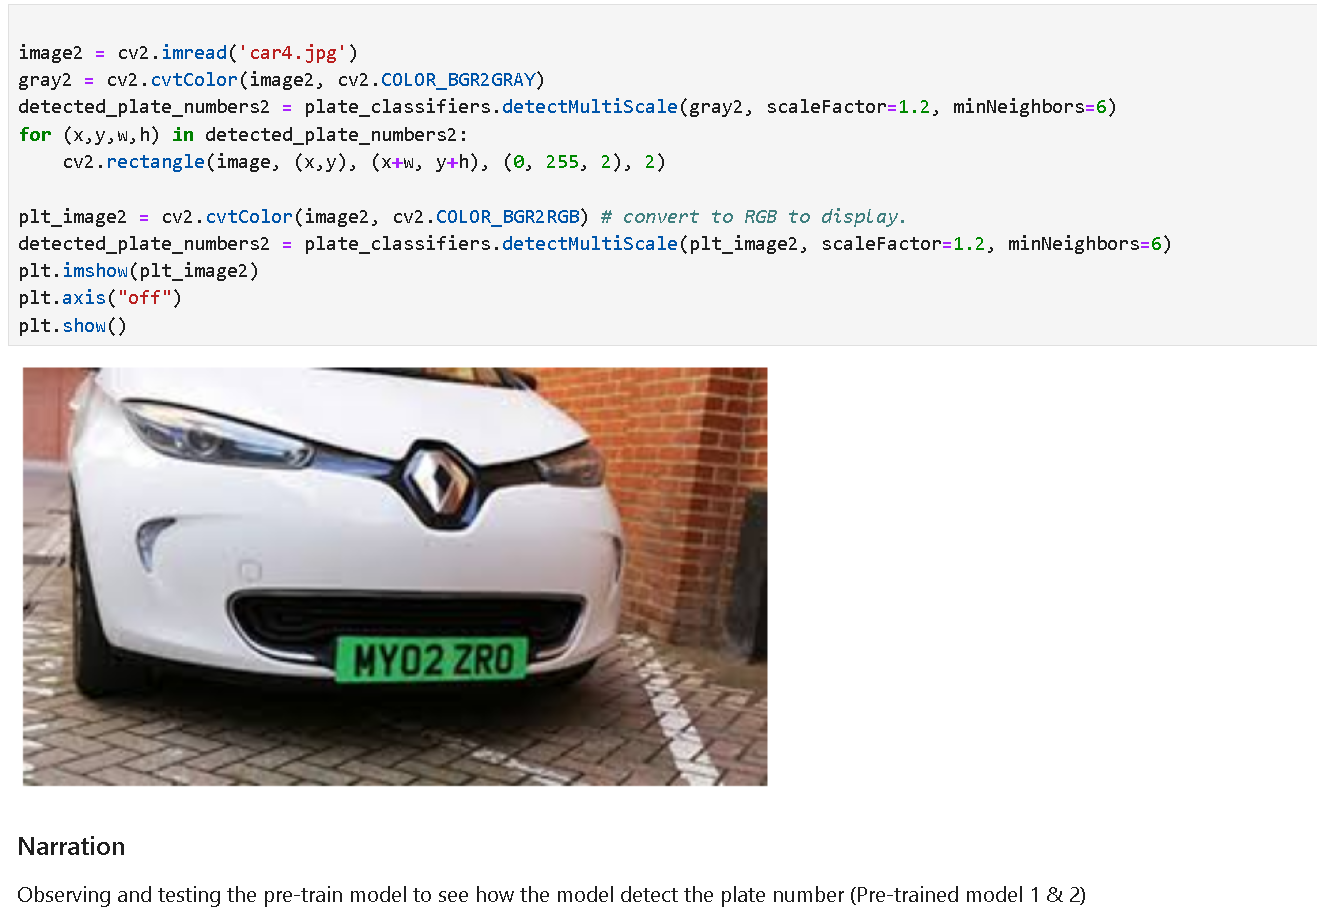 image2 = cv2.imread('car4.jpg')
gray2 = cv2.cvtColor(image2, cv2.COLOR_BGR2GRAY)
detected_plate_numbers2 = plate_classifiers.detectMultiScale(gray2, scaleFactor=1.2, minNeighbors=6)
for (x,y,w,h) in detected_plate_numbers2:
    cv2.rectangle(image, (x,y), (x+w, y+h), (0, 255, 2), 2)
plt_image2 = cv2.cvtColor(image2, cv2.COLOR_BGR2RGB) # convert to RGB to display.
detected_plate_numbers2 = plate_classifiers.detectMultiScale(plt_image2, scaleFactor=1.2, minNeighbors=6)
plt.imshow(plt_image2)
plt.axis("off")
plt.show()
MY02 ZRO
Narration
Observing and testing the pre-train model to see how the model detect the plate number (Pre-trained model 1 & 2)